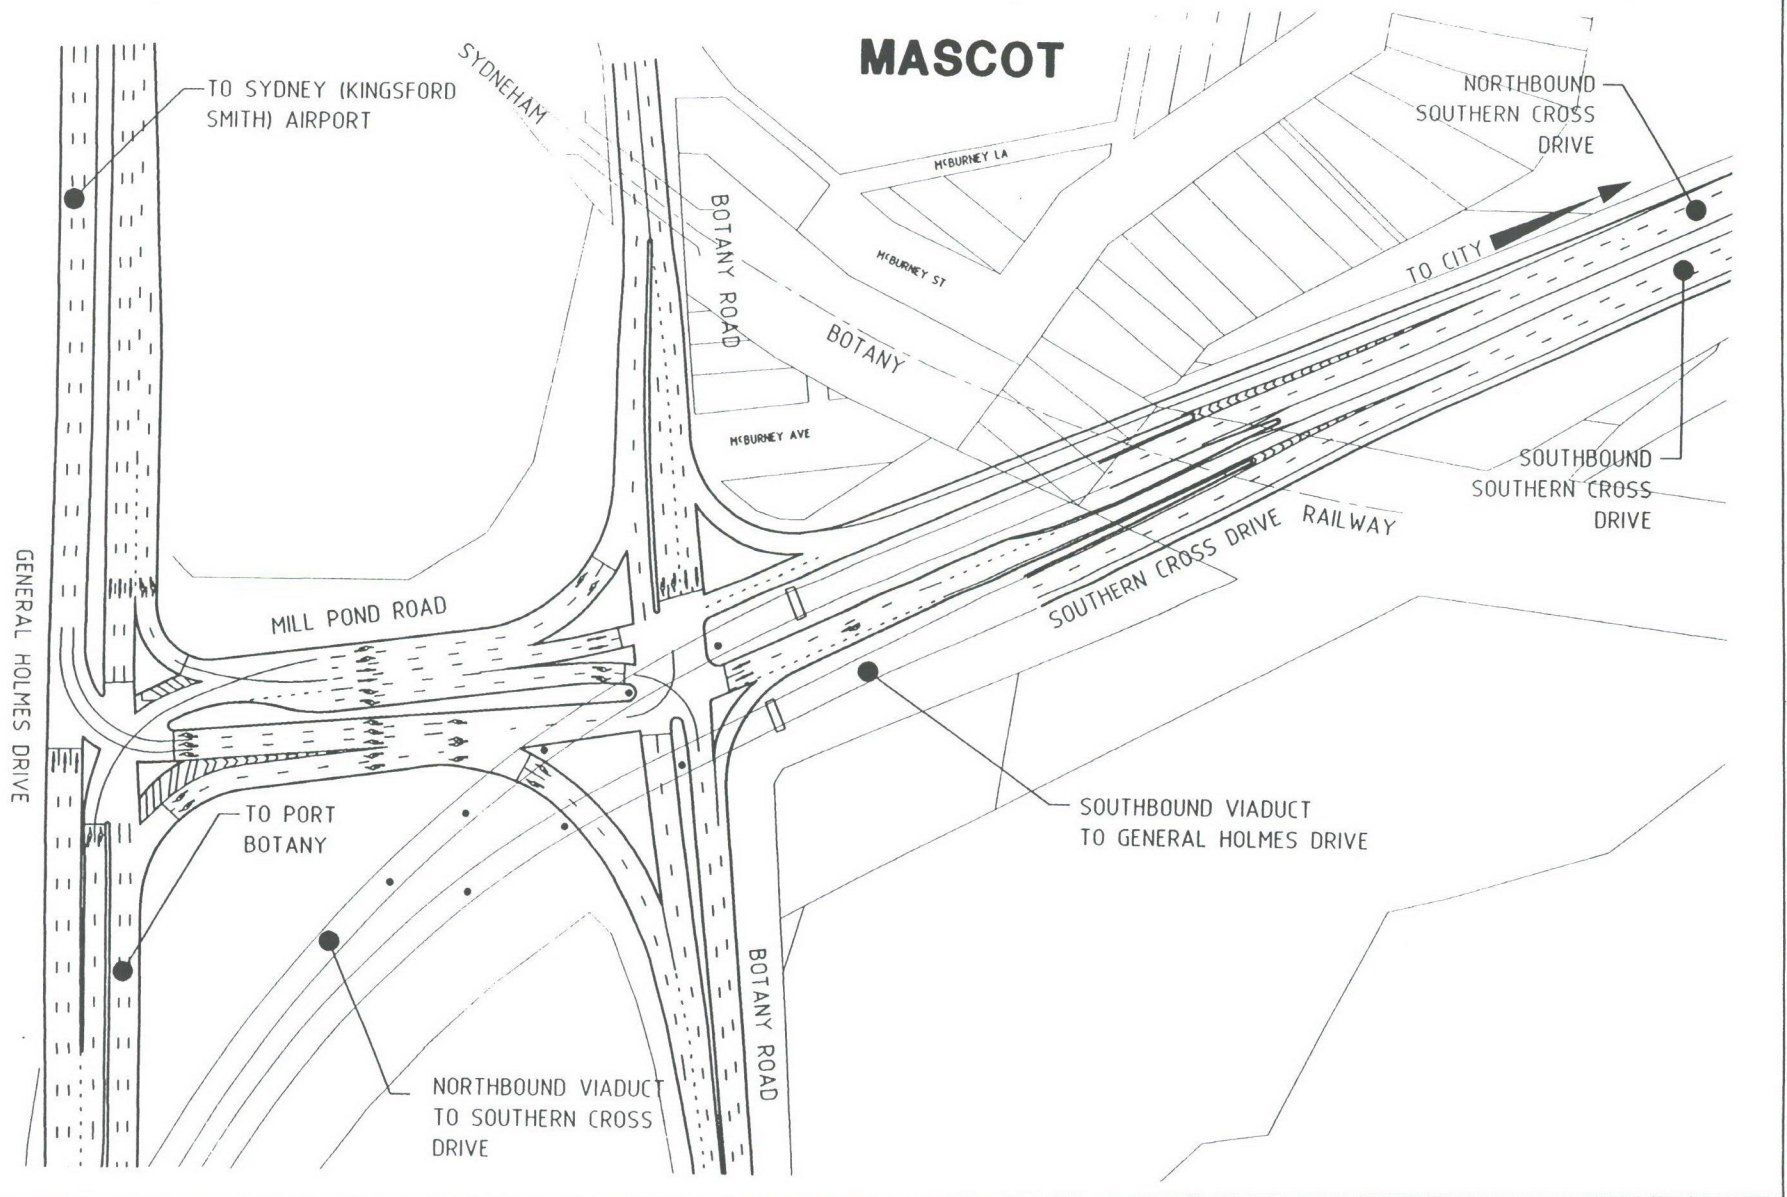 MASCOT
TO SYDNEY (KINGSFORD
SMITH) AIRPORT
SYDNEHAM
NORTHBOUND
SOUTHERN CROSS
DRIVE
McBURNEY LA
BOTANY ROAD
McBURNEY ST
TO CITY
BOTANY
McBURNEY AVE
SOUTHBOUND
SOUTHERN CROSS
DRIVE
RAILWAY
SOUTHERN CROSS DRIVE
GENERAL HOLMES DRIVE
MILL POND ROAD
TO PORT
BOTANY
SOUTHBOUND VIADUCT
TO GENERAL HOLMES DRIVE
BOTANY ROAD
NORTHBOUND VIADUCT
TO SOUTHERN CROSS
DRIVE